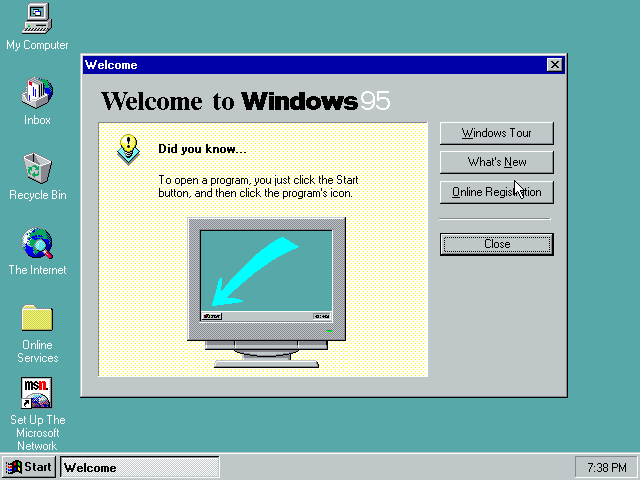 My Computer
Inbox
Recycle Bin
The Internet
Online
Services
msn.
Set Up The
Microsoft
Network
Welcome
Welcome to Windows95
Did you know...
To open a program, you just click the Start
button, and then click the program's icon.
Windows Tour
What's New
Online Registration
Close
Start
Welcome
7:38 PM